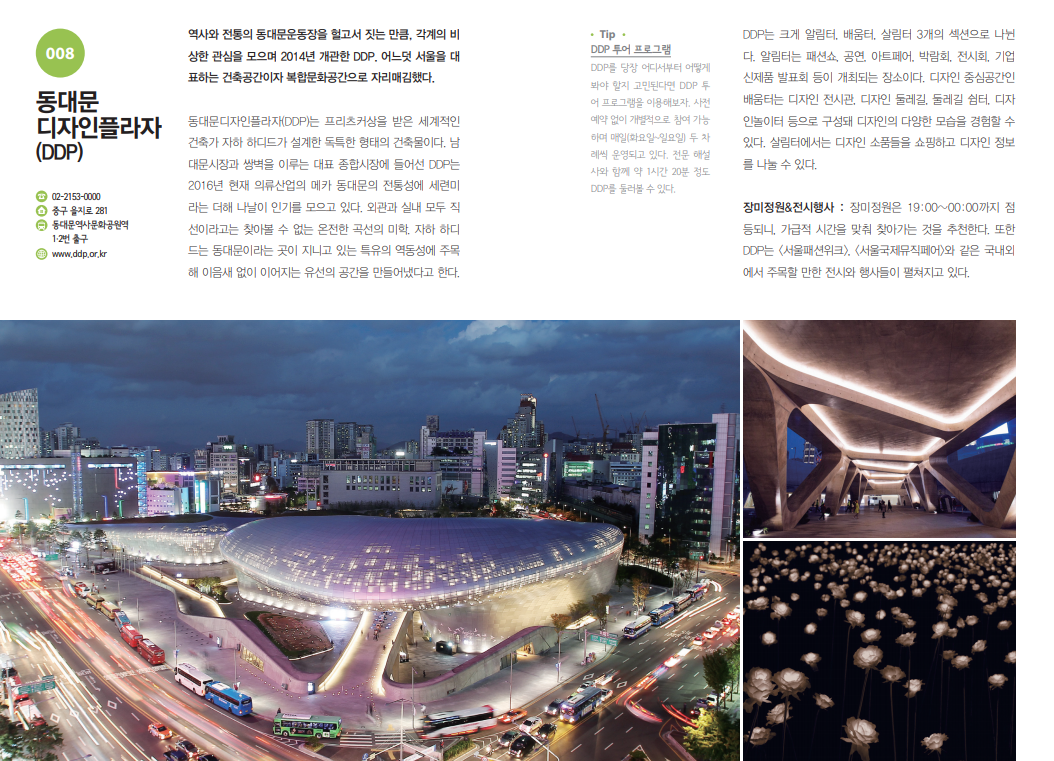 008
동대문
디자인플라자
(DDP)
02-2153-0000
중구 을지로 281
동대문역사문화공원역
1·2번 출구
www.ddp.or.kr
역사와 전통의 동대문운동장을 헐고서 짓는 만큼, 각계의 비
상한 관심을 모으며 2014년 개관한 DDP. 어느덧 서울을 대
표하는 건축공간이자 복합문화공간으로 자리매김했다.
동대문디자인플라자(DDP)는 프리츠커상을 받은 세계적인
건축가 자하 하디드가 설계한 독특한 형태의 건축물이다. 남
대문시장과 쌍벽을 이루는 대표 종합시장에 들어선 DDP는
2016년 현재 의류산업의 메카 동대문의 전통성에 세련미
라는 더해 나날이 인기를 모으고 있다. 외관과 실내 모두 직
선이라고는 찾아볼 수 없는 온전한 곡선의 미학. 자하 하디
드는 동대문이라는 곳이 지니고 있는 특유의 역동성에 주목
해 이음새 없이 이어지는 유선의 공간을 만들어냈다고 한다.
• Tip •
DDP 투어 프로그램
DDP를 당장 어디서부터 어떻게
봐야 할지 고민된다면 DDP 투
어 프로그램을 이용해보자. 사전
예약 없이 개별적으로 참여 가능
하며 매일(화요일~일요일) 두 차
례씩 운영되고 있다. 전문 해설
사와 함께 약 1시간 20분 정도
DDP를 둘러볼 수 있다.
DDP는 크게 알림터, 배움터, 살림터 3개의 섹션으로 나뉜
다. 알림터는 패션쇼, 공연, 아트페어, 박람회, 전시회, 기업
신제품 발표회 등이 개최되는 장소이다. 디자인 중심공간인
배움터는 디자인 전시관, 디자인 둘레길, 둘레길 쉼터, 디자
인놀이터 등으로 구성돼 디자인의 다양한 모습을 경험할 수
있다. 살림터에서는 디자인 소품들을 쇼핑하고 디자인 정보
를 나눌 수 있다.
장미정원&전시행사 : 장미정원은 19:00~00:00까지 점
등되니, 가급적 시간을 맞춰 찾아가는 것을 추천한다. 또한
DDP는 〈서울패션위크〉, 〈서울국제뮤직페어〉와 같은 국내외
에서 주목할 만한 전시와 행사들이 펼쳐지고 있다.